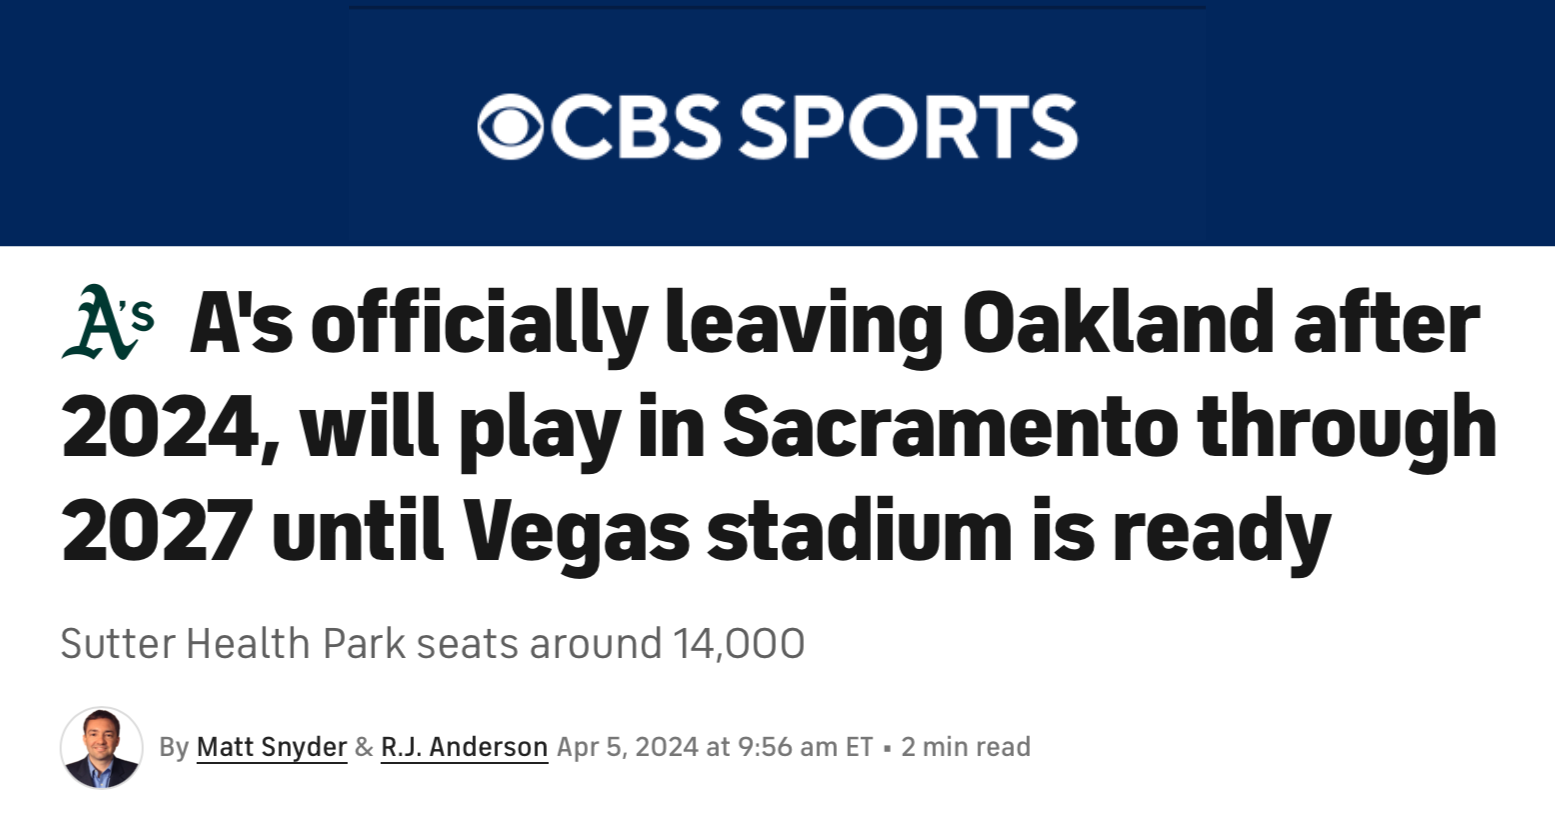 CBS SPORTS
A's A's officially leaving Oakland after
2024, will play in Sacramento through
2027 until Vegas stadium is ready
Sutter Health Park seats around 14,000
By Matt Snyder & R.J. Anderson Apr 5, 2024 at 9:56 am ET • 2 min read